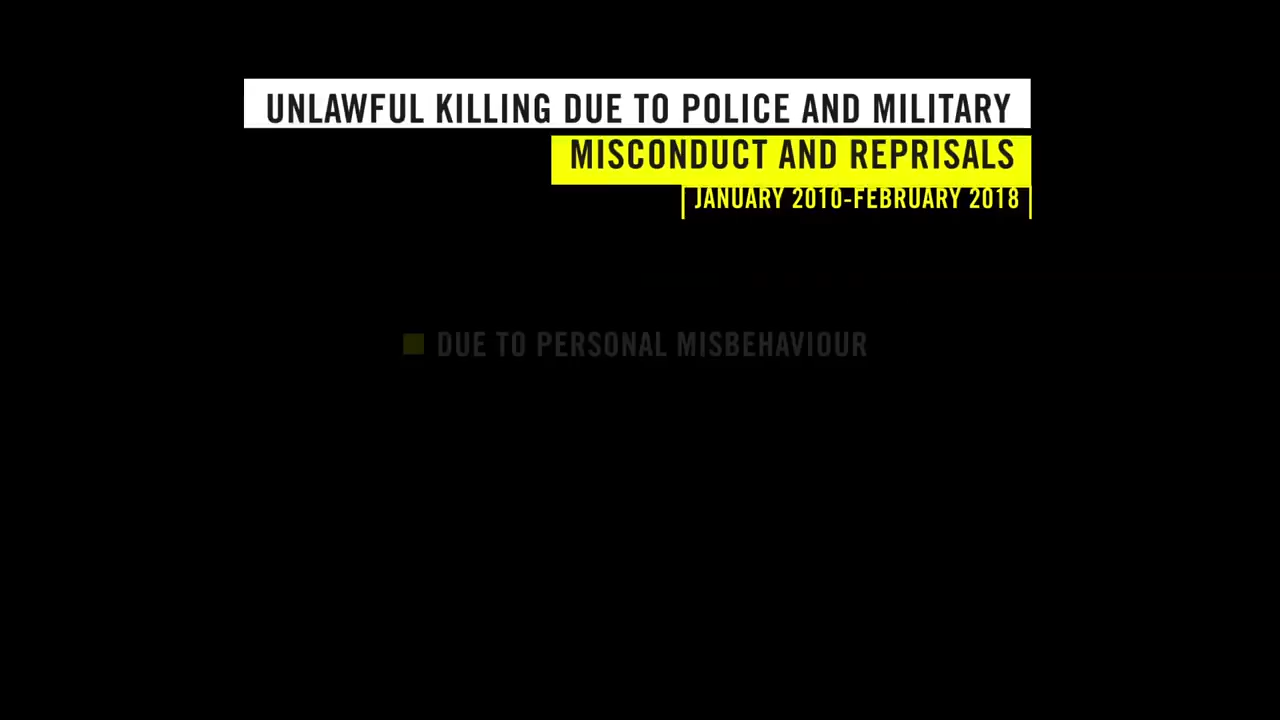 UNLAWFUL KILLING DUE TO POLICE AND MILITARY
MISCONDUCT AND REPRISALS
JANUARY 2010-FEBRUARY 2018
DUE TO PERSONAL MISBEHAVIOUR